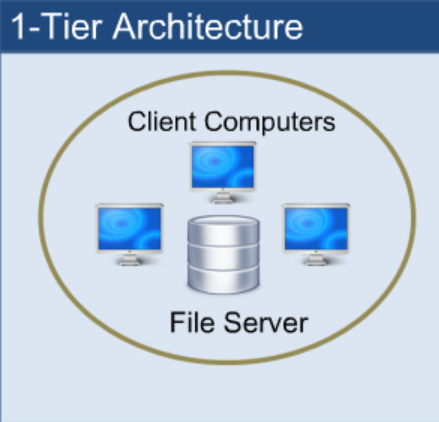 1-Tier Architecture
Client Computers
File Server